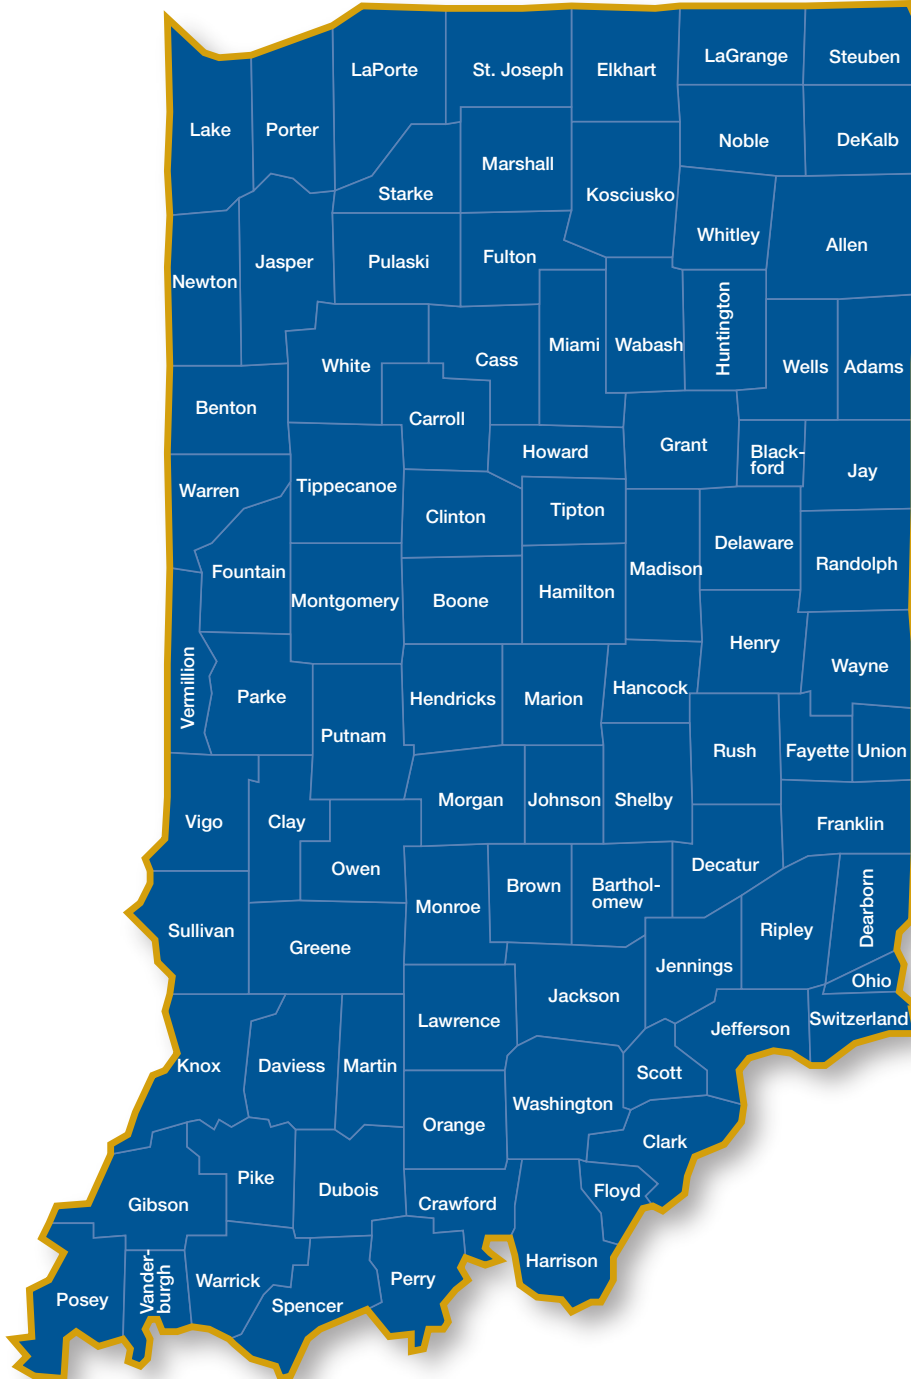 LaPorte
St. Joseph
Elkhart
LaGrange
Steuben
Lake
Porter
Marshall
Noble
DeKalb
Starke
Kosciusko
Whitley
Allen
Newton
Jasper
Pulaski
Fulton
Huntington
White
Cass
Miami
Wabash
Wells
Adams
Benton
Carroll
Howard
Grant
Black-
ford
Jay
Warren
Tippecanoe
Clinton
Tipton
Delaware
Randolph
Fountain
Montgomery
Boone
Hamilton
Madison
Henry
Wayne
Vermillion
Parke
Putnam
Hendricks
Marion
Hancock
Rush
Fayette
Union
Vigo
Clay
Morgan
Johnson
Shelby
Franklin
Owen
Decatur
Sullivan
Greene
Monroe
Brown
Barthol-
omew
Ripley
Dearborn
Jennings
Ohio
Jackson
Lawrence
Jefferson
Switzerland
Knox
Daviess
Martin
Scott
Washington
Orange
Clark
Pike
Dubois
Crawford
Floyd
Gibson
Harrison
Posey
Vander-
burgh
Warrick
Spencer
Perry